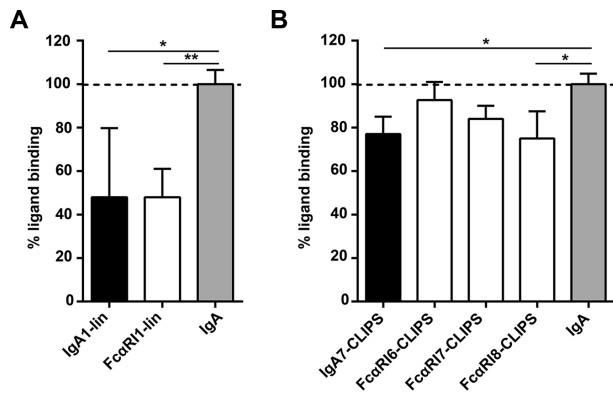 A
% ligand binding
120
100
80
60
40
20
0
*
**
IgA1-lin
FcαRI1-lin
IgA
B
% ligand binding
120
100
80
60
40
20
0
*
*
IgA7-CLIPS
FcαRI6-CLIPS
FcαRI7-CLIPS
FcαRI8-CLIPS
IgA